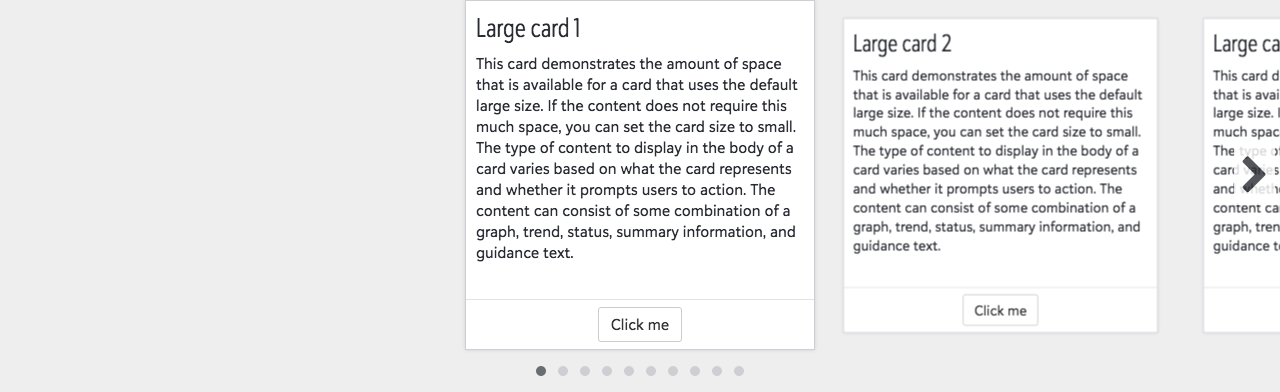 Large card 1
This card demonstrates the amount of space
that is available for a card that uses the default
large size. If the content does not require this
much space, you can set the card size to small.
The type of content to display in the body of a
card varies based on what the card represents
and whether it prompts users to action. The
content can consist of some combination of a
graph, trend, status, summary information, and
guidance text.
Click me
Large card 2
This card demonstrates the amount of space
that is available for a card that uses the default
large size. If the content does not require this
much space, you can set the card size to small.
The type of content to display in the body of a
card varies based on what the card represents
and whether it prompts users to action. The
content can consist of some combination of a
graph, trend, status, summary information, and
guidance text.
Click me
Large ca
This card d
that is avai
large size. I
much space
The type of
card varies
and wheth
content ca
graph, tren
guidance t